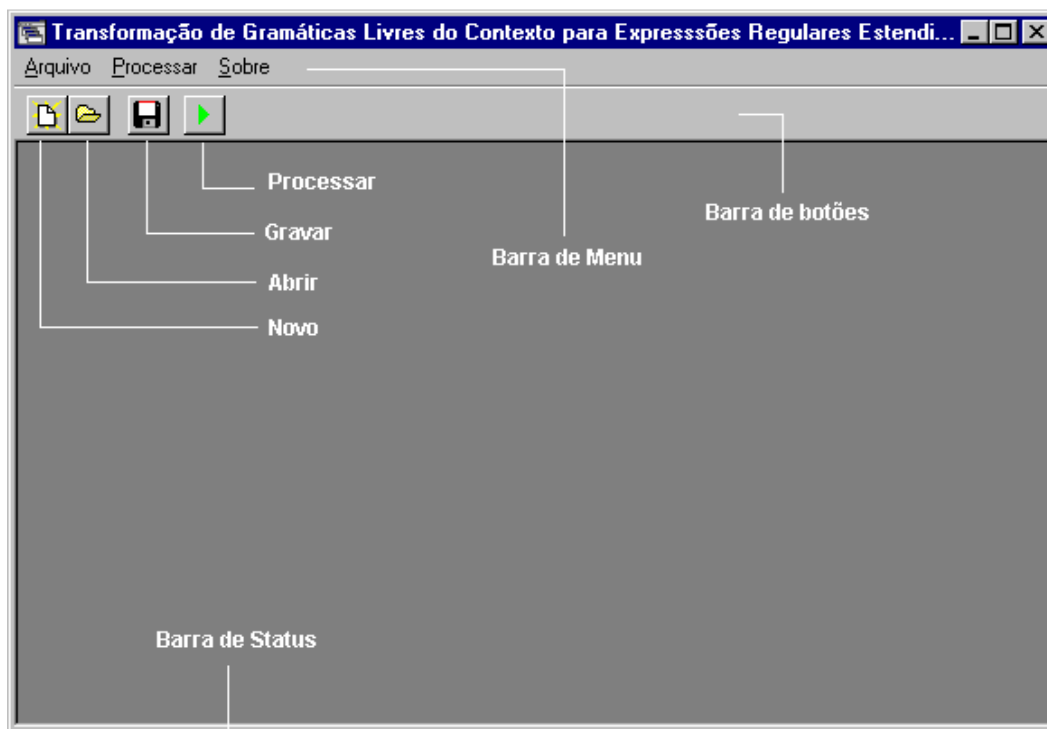 Transformação de Gramáticas Livres do Contexto para Expresssões Regulares Estendi...
Arquivo Processar Sobre
Processar
Barra de botões
Gravar
Barra de Menu
Abrir
Novo
Barra de Status